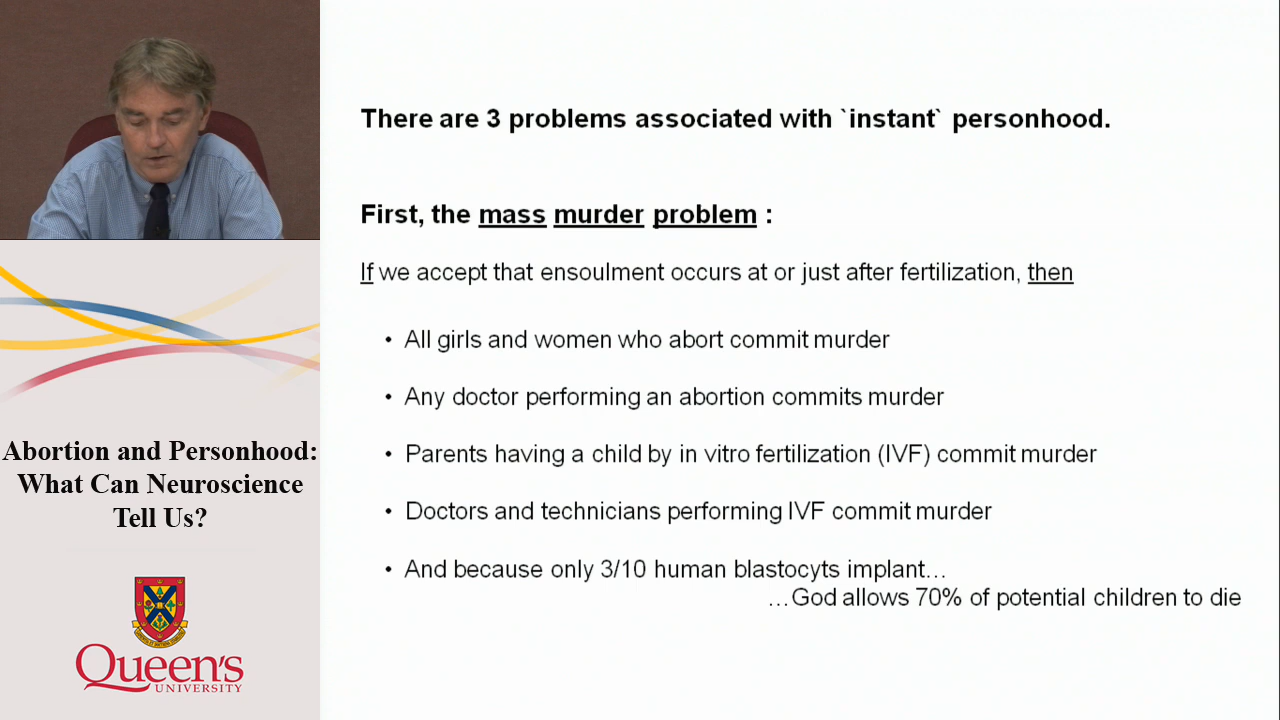 There are 3 problems associated with `instant` personhood.
First, the mass murder problem :
If we accept that ensoulment occurs at or just after fertilization, then
• All girls and women who abort commit murder
• Any doctor performing an abortion commits murder
• Parents having a child by in vitro fertilization (IVF) commit murder
• Doctors and technicians performing IVF commit murder
• And because only 3/10 human blastocyts implant…
…God allows 70% of potential children to die
Abortion and Personhood:
What Can Neuroscience
Tell Us?
Queen's
UNIVERSITY